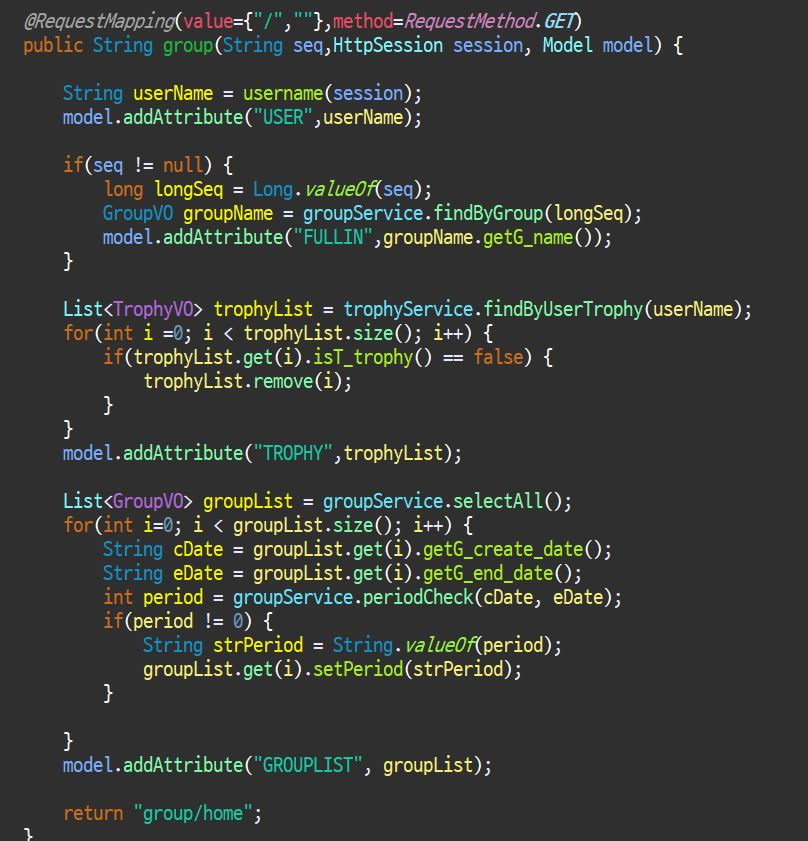 @RequestMapping(value={"/",""},method=RequestMethod.GET)
public String group(String seq,HttpSession session, Model model) {
String userName = username(session);
model.addAttribute("USER",userName);
if(seq != null) {
long longSeq = Long.valueOf(seq);
GroupVO groupName = groupService.findByGroup(longSeq);
model.addAttribute("FULLIN",groupName.getG_name());
}
List<TrophyVO> trophyList = trophyService.findByUserTrophy(userName);
for(int i =0; i < trophyList.size(); i++) {
if(trophyList.get(i).isT_trophy() == false) {
trophyList.remove(i);
}
}
model.addAttribute("TROPHY",trophyList);
List<GroupVO> groupList = groupService.selectAll();
for(int i=0; i < groupList.size(); i++) {
String cDate = groupList.get(i).getG_create_date();
String eDate = groupList.get(i).getG_end_date();
int period = groupService.periodCheck(cDate, eDate);
if(period != 0) {
String strPeriod = String.valueOf(period);
groupList.get(i).setPeriod(strPeriod);
}
}
model.addAttribute("GROUPLIST", groupList);
return "group/home";
}